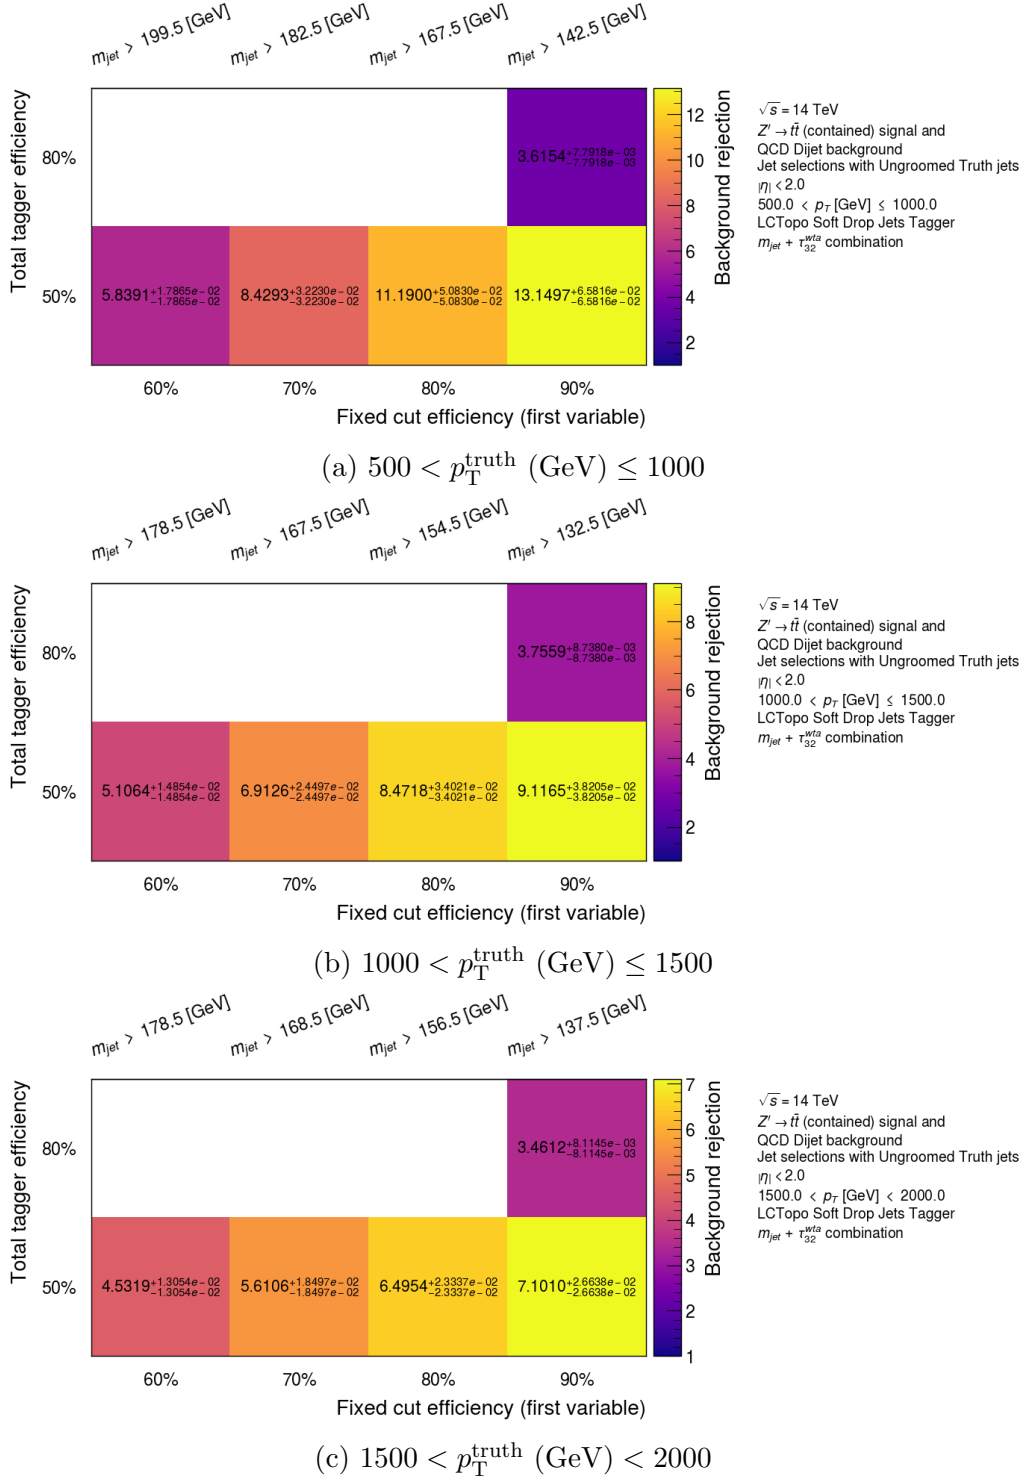 m_jet > 199.5 [GeV] m_jet > 182.5 [GeV] m_jet > 167.5 [GeV] m_jet > 142.5 [GeV]
Total tagger efficiency
80%
50%
3.6154 +7.7918e−03 −7.7918e−03
5.8391 +1.7865e−02 −1.7865e−02 8.4293 +3.2230e−02 −3.2230e−02 11.1900 +5.0830e−02 −5.0830e−02 13.1497 +6.5816e−02 −6.5816e−02
60% 70% 80% 90%
Fixed cut efficiency (first variable)
12
10
8
6
4
2
Background rejection
√s = 14 TeV
Z′ → tt̄ (contained) signal and
QCD Dijet background
Jet selections with Ungroomed Truth jets
|η| < 2.0
500.0 < p_T [GeV] ≤ 1000.0
LCTopo Soft Drop Jets Tagger
m_jet + τ_32^wta combination
(a) 500 < p_T^truth (GeV) ≤ 1000
m_jet > 178.5 [GeV] m_jet > 167.5 [GeV] m_jet > 154.5 [GeV] m_jet > 132.5 [GeV]
Total tagger efficiency
80%
50%
3.7559 +8.7380e−03 −8.7380e−03
5.1064 +1.4854e−02 −1.4854e−02 6.9126 +2.4497e−02 −2.4497e−02 8.4718 +3.4021e−02 −3.4021e−02 9.1165 +3.8205e−02 −3.8205e−02
60% 70% 80% 90%
Fixed cut efficiency (first variable)
8
6
4
2
Background rejection
√s = 14 TeV
Z′ → tt̄ (contained) signal and
QCD Dijet background
Jet selections with Ungroomed Truth jets
|η| < 2.0
1000.0 < p_T [GeV] ≤ 1500.0
LCTopo Soft Drop Jets Tagger
m_jet + τ_32^wta combination
(b) 1000 < p_T^truth (GeV) ≤ 1500
m_jet > 178.5 [GeV] m_jet > 168.5 [GeV] m_jet > 156.5 [GeV] m_jet > 137.5 [GeV]
Total tagger efficiency
80%
50%
3.4612 +8.1145e−03 −8.1145e−03
4.5319 +1.3054e−02 −1.3054e−02 5.6106 +1.8497e−02 −1.8497e−02 6.4954 +2.3337e−02 −2.3337e−02 7.1010 +2.6638e−02 −2.6638e−02
60% 70% 80% 90%
Fixed cut efficiency (first variable)
7
6
5
4
3
2
1
Background rejection
√s = 14 TeV
Z′ → tt̄ (contained) signal and
QCD Dijet background
Jet selections with Ungroomed Truth jets
|η| < 2.0
1500.0 < p_T [GeV] < 2000.0
LCTopo Soft Drop Jets Tagger
m_jet + τ_32^wta combination
(c) 1500 < p_T^truth (GeV) < 2000